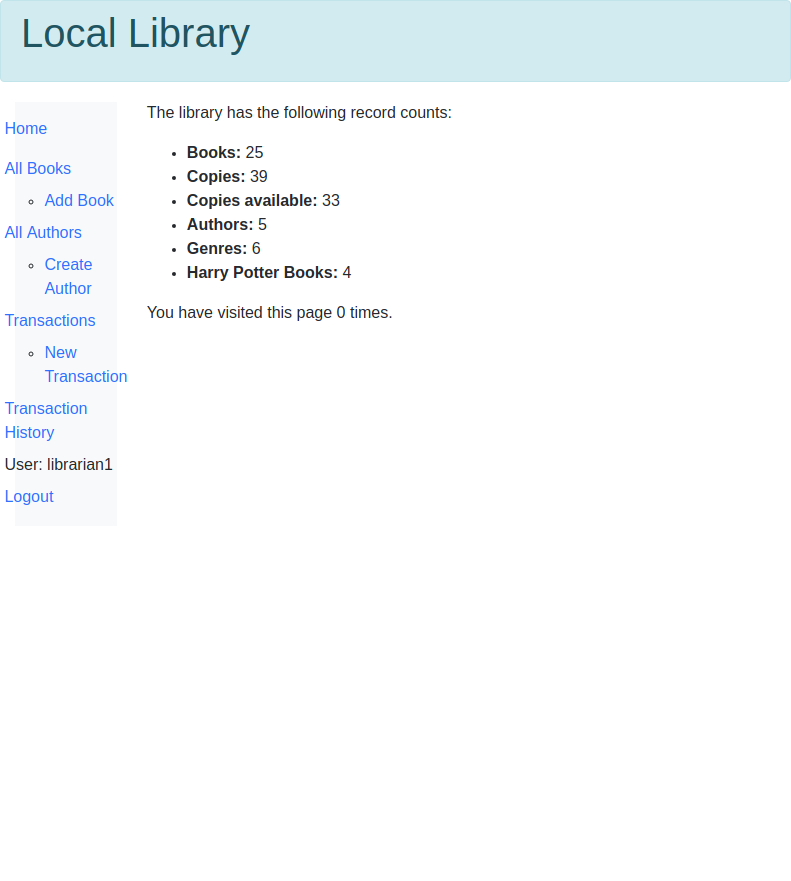 Local Library
Home
All Books
Add Book
All Authors
Create
Author
Transactions
New
Transaction
Transaction
History
User: librarian1
Logout
The library has the following record counts:
Books: 25
Copies: 39
Copies available: 33
Authors: 5
Genres: 6
Harry Potter Books: 4
You have visited this page 0 times.